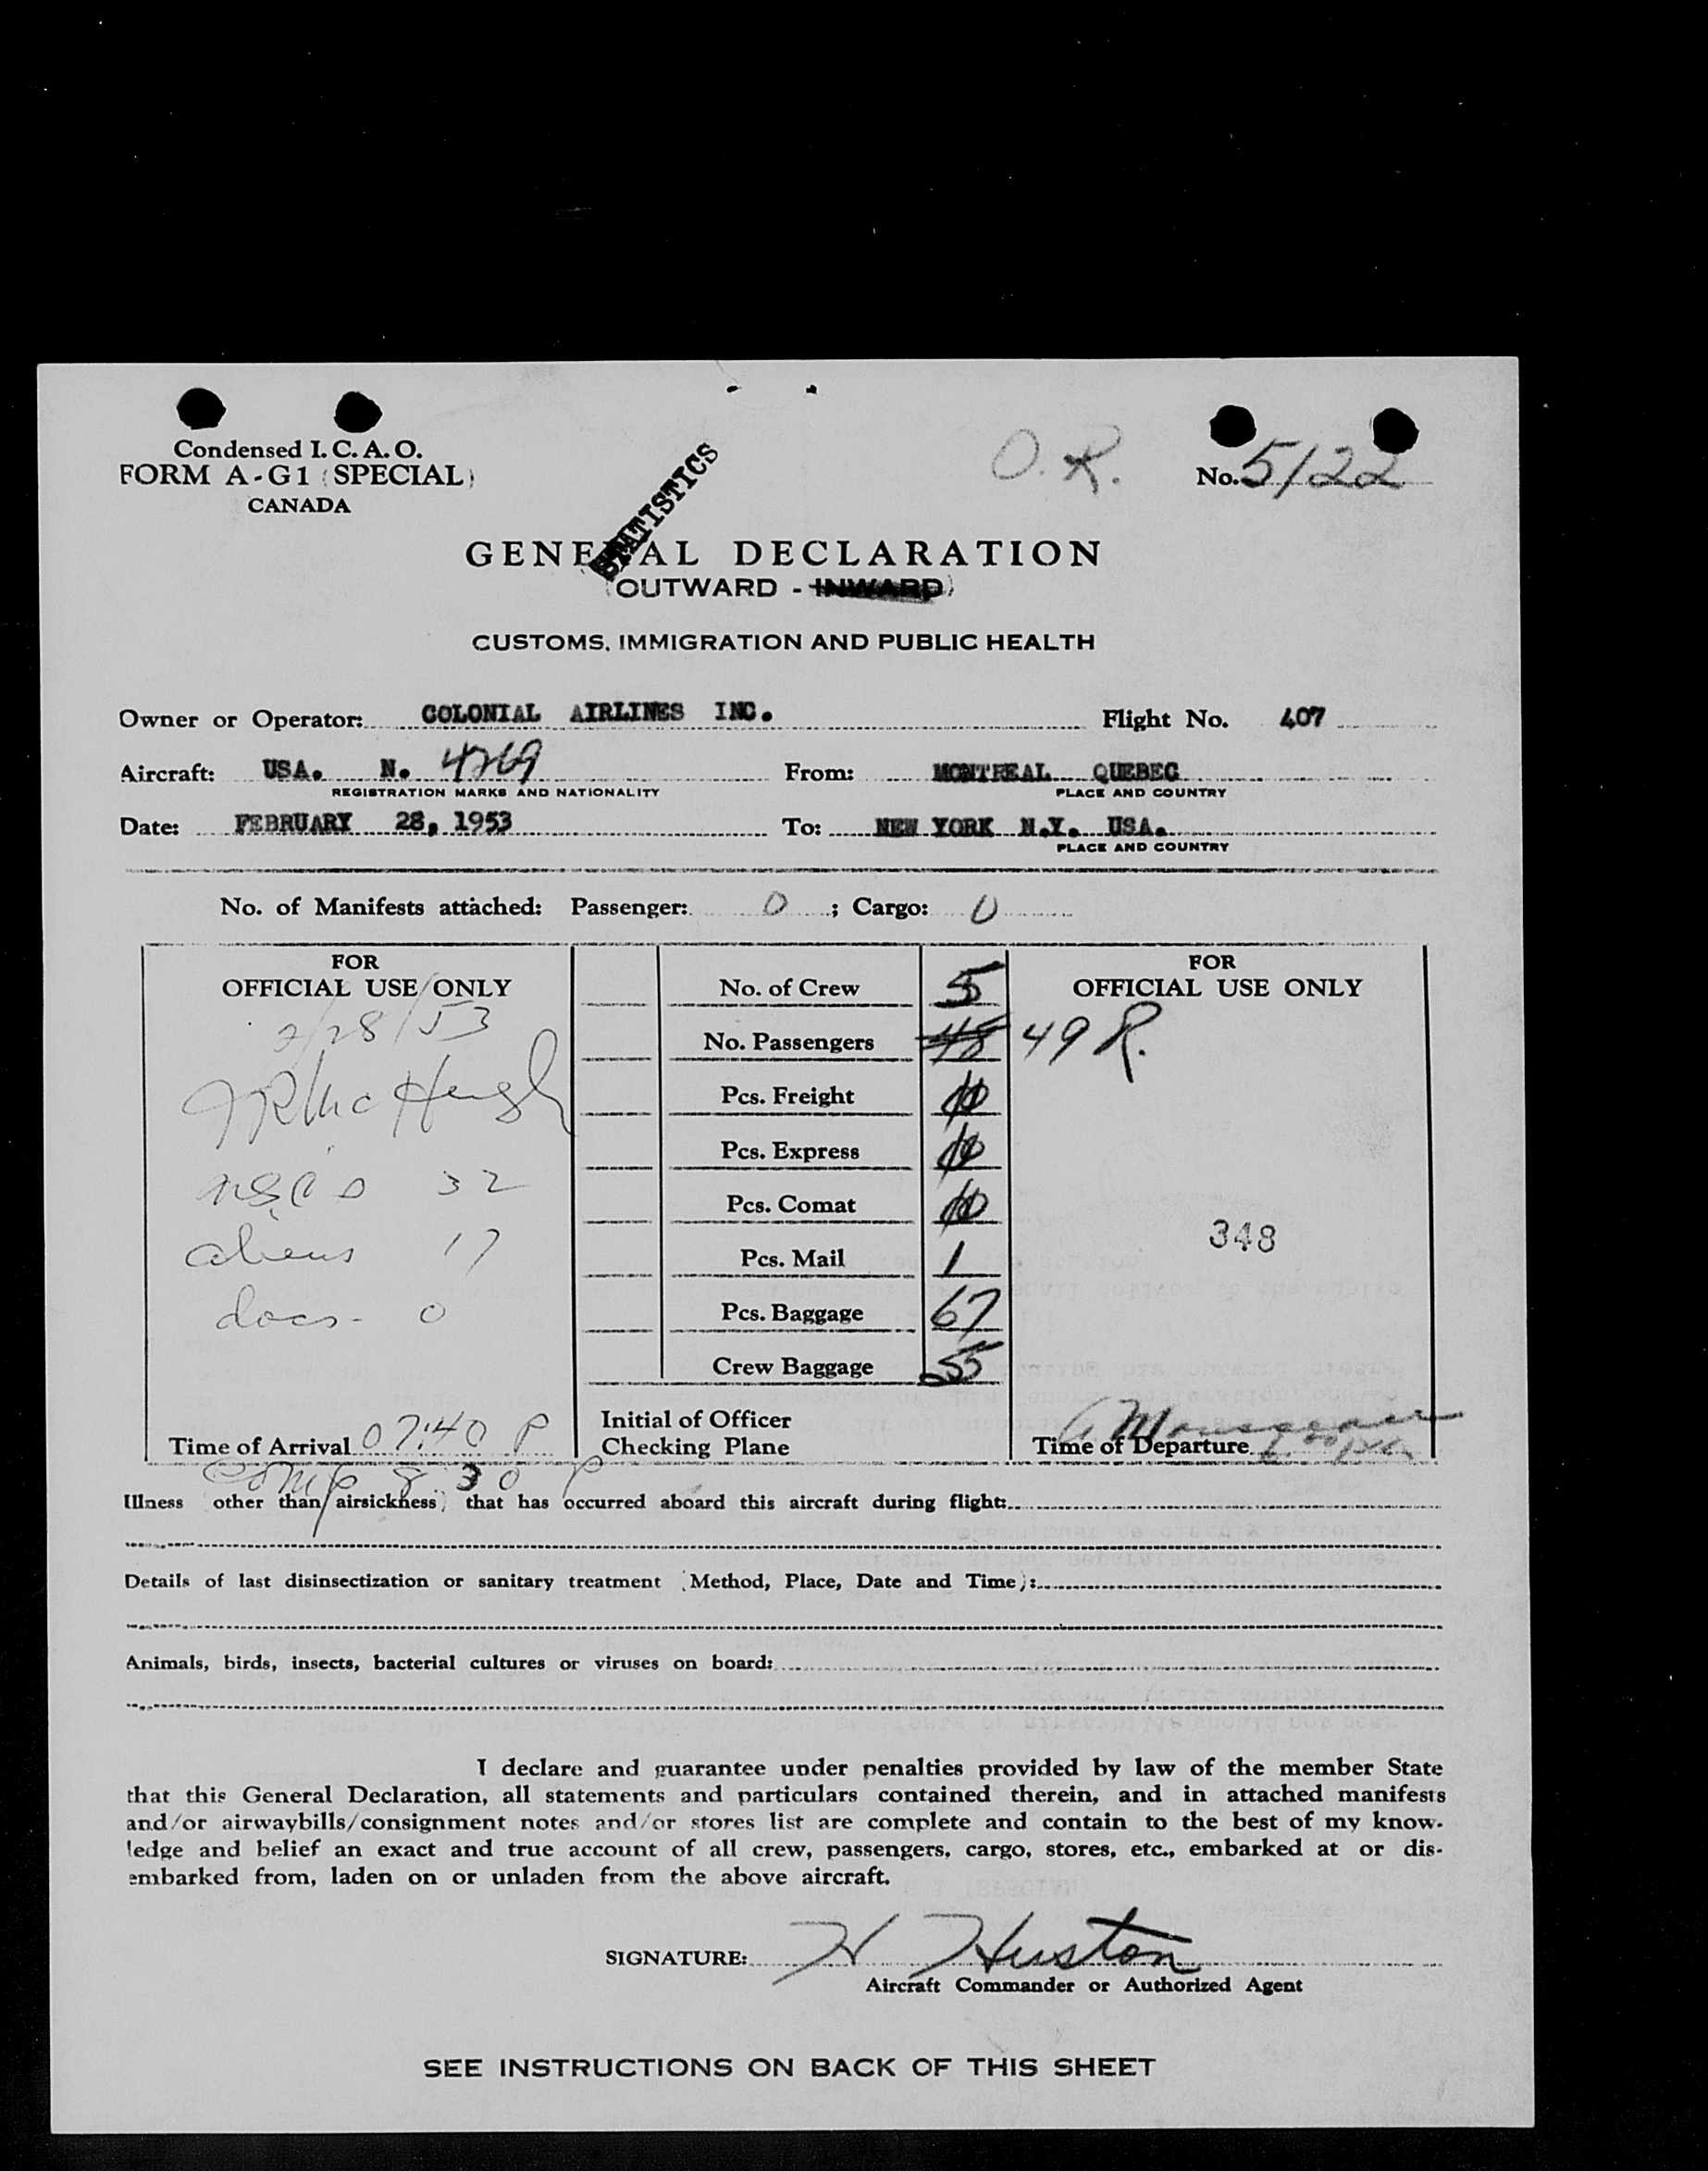 Condensed I. C. A. O.
FORM A-G1 (SPECIAL)
CANADA
O. R.
No. 5122
STATISTICS
GENERAL DECLARATION
(OUTWARD - INWARD)
CUSTOMS, IMMIGRATION AND PUBLIC HEALTH
Owner or Operator: COLONIAL AIRLINES INC. Flight No. 407
Aircraft: USA. N. 4269 From: MONTREAL QUEBEC
REGISTRATION MARKS AND NATIONALITY PLACE AND COUNTRY
Date: FEBRUARY 28, 1953 To: NEW YORK N.Y. USA.
PLACE AND COUNTRY
No. of Manifests attached: Passenger: 0 ; Cargo: 0
FOR
OFFICIAL USE ONLY
2/28/53
JR McHugh
USCs 32
aliens 17
docs - 0
Time of Arrival 07:40 P
Comp 8:30 P
No. of Crew 5
No. Passengers 48
Pcs. Freight
Pcs. Express
Pcs. Comat
Pcs. Mail 1
Pcs. Baggage 67
Crew Baggage 5
Initial of Officer
Checking Plane
FOR
OFFICIAL USE ONLY
49 R.
348
Time of Departure
Illness other than airsickness, that has occurred aboard this aircraft during flight:
Details of last disinsectization or sanitary treatment (Method, Place, Date and Time):
Animals, birds, insects, bacterial cultures or viruses on board:
I declare and guarantee under penalties provided by law of the member State
that this General Declaration, all statements and particulars contained therein, and in attached manifests
and/or airwaybills/consignment notes and/or stores list are complete and contain to the best of my know-
ledge and belief an exact and true account of all crew, passengers, cargo, stores, etc., embarked at or dis-
embarked from, laden on or unladen from the above aircraft.
SIGNATURE: H Huston
Aircraft Commander or Authorized Agent
SEE INSTRUCTIONS ON BACK OF THIS SHEET